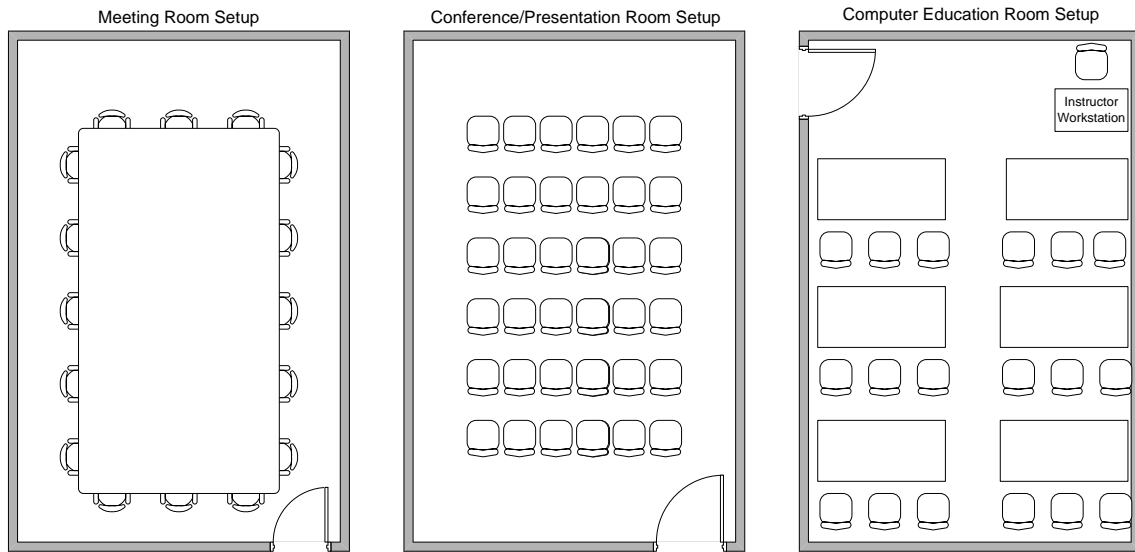 Meeting Room Setup
Conference/Presentation Room Setup
Computer Education Room Setup
Instructor
Workstation